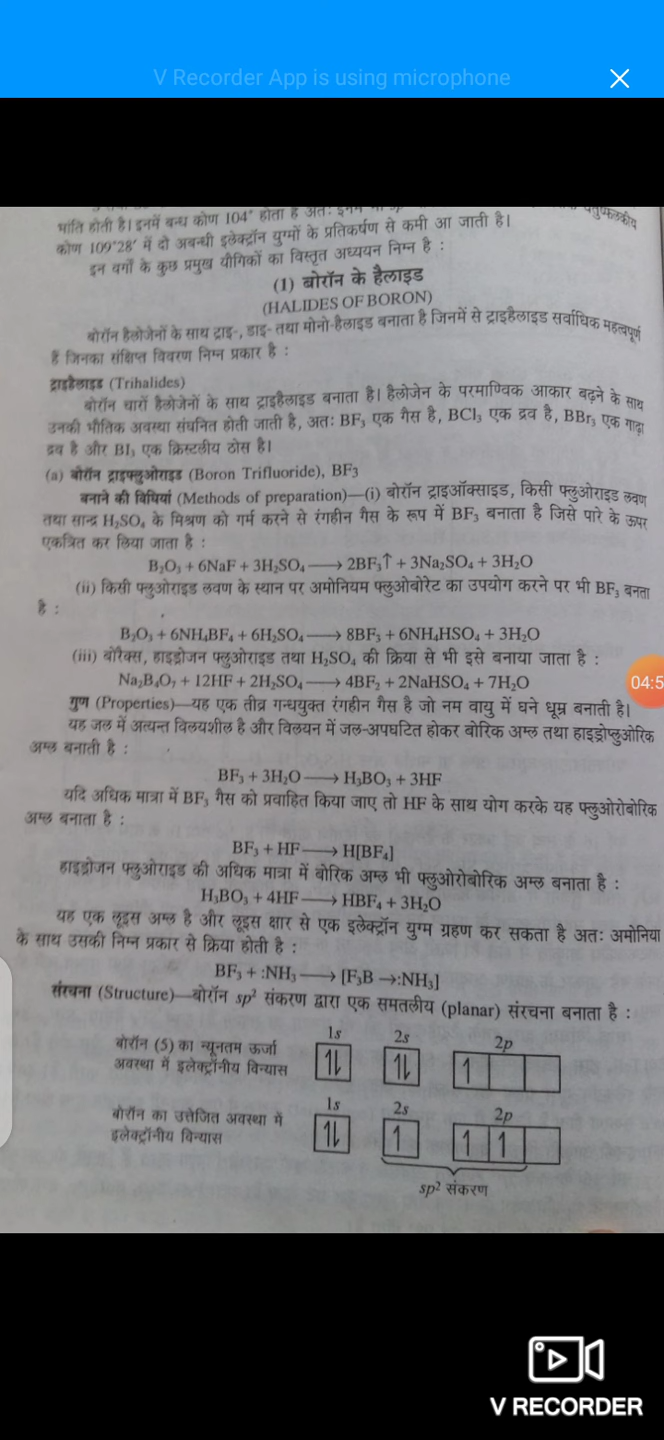 V Recorder App is using microphone
भांति होती है। इनमें बन्ध कोण 104° होता है अतः इनमें
कोण 109°28′ में दो अबन्धी इलेक्ट्रॉन युग्मों के प्रतिकर्षण से कमी आ जाती है।
इन वर्गों के कुछ प्रमुख यौगिकों का विस्तृत अध्ययन निम्न है :
(1) बोरॉन के हैलाइड
(HALIDES OF BORON)
बोरॉन हैलोजेनों के साथ ट्राइ-, डाइ- तथा मोनो-हैलाइड बनाता है जिनमें से ट्राइहैलाइड सर्वाधिक महत्वपूर्ण
हैं जिनका संक्षिप्त विवरण निम्न प्रकार है :
ट्राइहैलाइड (Trihalides)
बोरॉन चारों हैलोजेनों के साथ ट्राइहैलाइड बनाता है। हैलोजेन के परमाण्विक आकार बढ़ने के साथ
उनकी भौतिक अवस्था संघनित होती जाती है, अतः BF₃ एक गैस है, BCl₃ एक द्रव है, BBr₃ एक गाढ़ा
द्रव है और BI₃ एक क्रिस्टलीय ठोस है।
(a) बोरॉन ट्राइफ्लुओराइड (Boron Trifluoride), BF₃
बनाने की विधियां (Methods of preparation)—(i) बोरॉन ट्राइऑक्साइड, किसी फ्लुओराइड लवण
तथा सान्द्र H₂SO₄ के मिश्रण को गर्म करने से रंगहीन गैस के रूप में BF₃ बनाता है जिसे पारे के ऊपर
एकत्रित कर लिया जाता है :
B₂O₃ + 6NaF + 3H₂SO₄ ⟶ 2BF₃↑ + 3Na₂SO₄ + 3H₂O
(ii) किसी फ्लुओराइड लवण के स्थान पर अमोनियम फ्लुओबोरेट का उपयोग करने पर भी BF₃ बनता
है :
B₂O₃ + 6NH₄BF₄ + 6H₂SO₄ ⟶ 8BF₃ + 6NH₄HSO₄ + 3H₂O
(iii) बोरैक्स, हाइड्रोजन फ्लुओराइड तथा H₂SO₄ की क्रिया से भी इसे बनाया जाता है :
Na₂B₄O₇ + 12HF + 2H₂SO₄ ⟶ 4BF₂ + 2NaHSO₄ + 7H₂O
04:5
गुण (Properties)—यह एक तीव्र गन्धयुक्त रंगहीन गैस है जो नम वायु में घने धूम्र बनाती है।
यह जल में अत्यन्त विलयशील है और विलयन में जल-अपघटित होकर बोरिक अम्ल तथा हाइड्रोफ्लुओरिक
अम्ल बनाती है :
BF₃ + 3H₂O ⟶ H₃BO₃ + 3HF
यदि अधिक मात्रा में BF₃ गैस को प्रवाहित किया जाए तो HF के साथ योग करके यह फ्लुओरोबोरिक
अम्ल बनाता है :
BF₃ + HF ⟶ H[BF₄]
हाइड्रोजन फ्लुओराइड की अधिक मात्रा में बोरिक अम्ल भी फ्लुओरोबोरिक अम्ल बनाता है :
H₃BO₃ + 4HF ⟶ HBF₄ + 3H₂O
यह एक लूइस अम्ल है और लूइस क्षार से एक इलेक्ट्रॉन युग्म ग्रहण कर सकता है अतः अमोनिया
के साथ उसकी निम्न प्रकार से क्रिया होती है :
BF₃ + :NH₃ ⟶ [F₃B →:NH₃]
संरचना (Structure)—बोरॉन sp² संकरण द्वारा एक समतलीय (planar) संरचना बनाता है :
1s 2s 2p
बोरॉन (5) का न्यूनतम ऊर्जा
अवस्था में इलेक्ट्रॉनीय विन्यास
1s 2s 2p
बोरॉन का उत्तेजित अवस्था में
इलेक्ट्रॉनीय विन्यास
sp² संकरण
V RECORDER